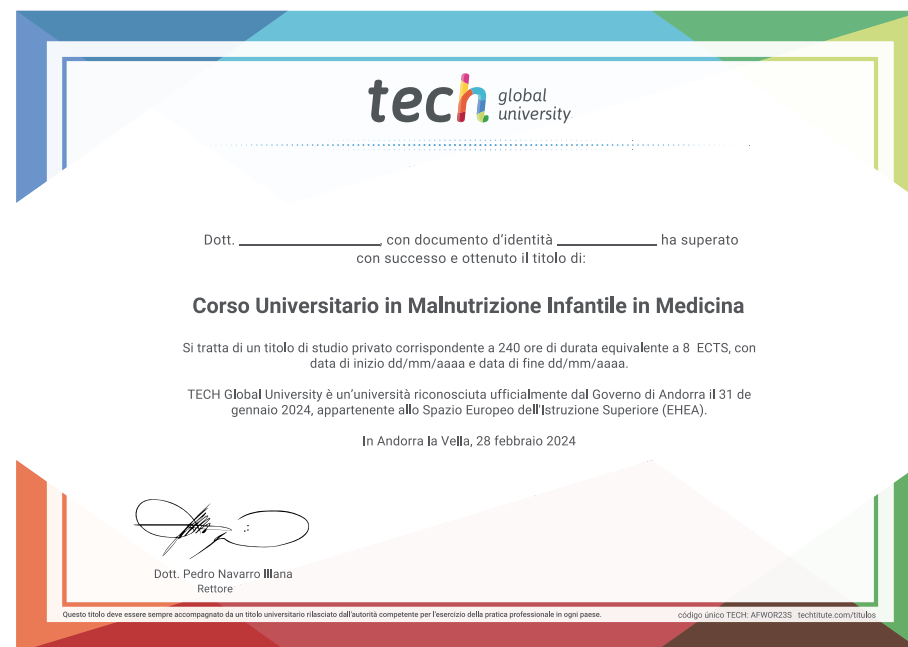 tech global university
Dott. ____________________, con documento d'identità ______________ ha superato
con successo e ottenuto il titolo di:
Corso Universitario in Malnutrizione Infantile in Medicina
Si tratta di un titolo di studio privato corrispondente a 240 ore di durata equivalente a 8 ECTS, con
data di inizio dd/mm/aaaa e data di fine dd/mm/aaaa.
TECH Global University è un'università riconosciuta ufficialmente dal Governo di Andorra il 31 de
gennaio 2024, appartenente allo Spazio Europeo dell'Istruzione Superiore (EHEA).
In Andorra la Vella, 28 febbraio 2024
Dott. Pedro Navarro Illana
Rettore
Questo titolo deve essere sempre accompagnato da un titolo universitario rilasciato dall'autorità competente per l'esercizio della pratica professionale in ogni paese.
código único TECH: AFWOR23S techtitute.com/titulos